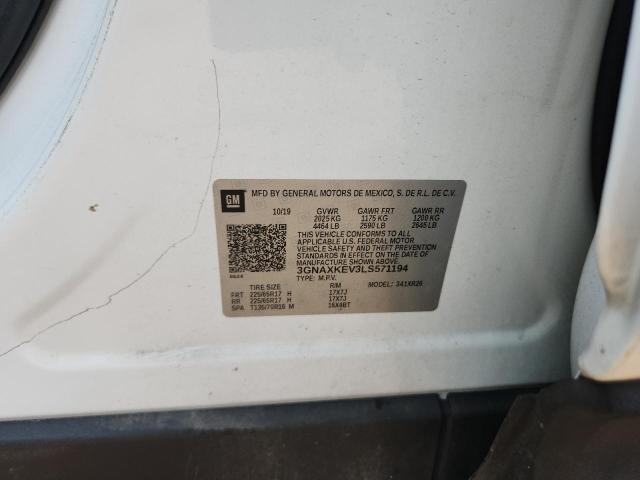 GM
MFD BY GENERAL MOTORS DE MEXICO, S. DE R.L. DE C.V.
10/19 GVWR GAWR FRT GAWR RR
2025 KG 1175 KG 1200 KG
4464 LB 2590 LB 2645 LB
THIS VEHICLE CONFORMS TO ALL
APPLICABLE U.S. FEDERAL MOTOR
VEHICLE SAFETY AND THEFT PREVENTION
STANDARDS IN EFFECT ON THE
DATE OF MANUFACTURE SHOWN ABOVE.
3GNAXKEV3LS571194
TYPE: M.P.V. MODEL: 341XR26
TIRE SIZE RIM
FRT 225/65R17 H 17X7J
RR 225/65R17 H 17X7J
SPA T135/70R16 M 16X4BT